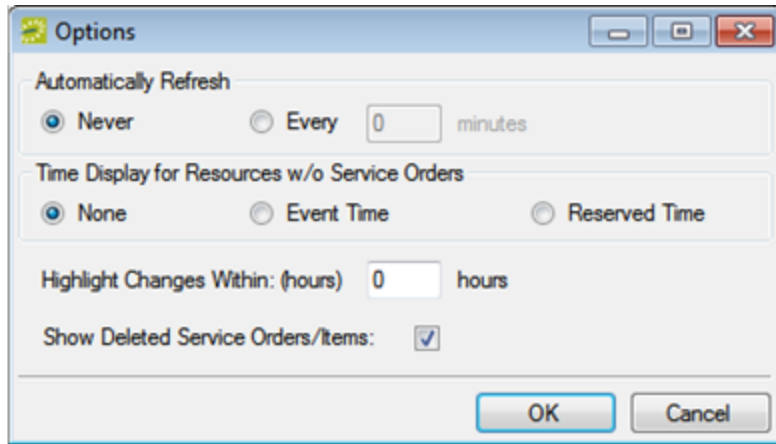 Options
Automatically Refresh
Never Every 0 minutes
Time Display for Resources w/o Service Orders
None Event Time Reserved Time
Highlight Changes Within: (hours) 0 hours
Show Deleted Service Orders/Items:
OK Cancel